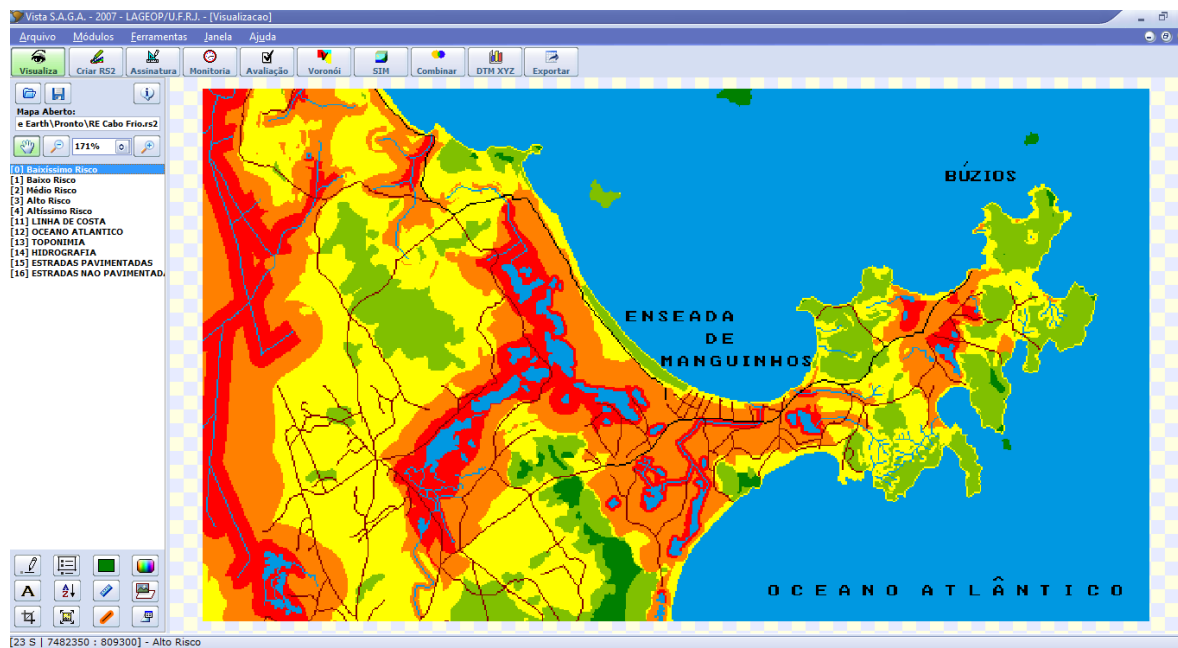 Vista S.A.G.A. - 2007 - LAGEOP/U.F.R.J. - [Visualizacao]
Arquivo Módulos Ferramentas Janela Ajuda
Visualiza Criar RS2 Assinatura Monitoria Avaliação Voronói SIM Combinar DTM XYZ Exportar
Mapa Aberto:
e Earth\Pronto\RE Cabo Frio.rs2
171%
[0] Baixíssimo Risco
[1] Baixo Risco
[2] Médio Risco
[3] Alto Risco
[4] Altíssimo Risco
[11] LINHA DE COSTA
[12] OCEANO ATLANTICO
[13] TOPONIMIA
[14] HIDROGRAFIA
[15] ESTRADAS PAVIMENTADAS
[16] ESTRADAS NAO PAVIMENTAD
BÚZIOS
ENSEADA
DE
MANGUINHOS
OCEANO ATLÂNTICO
[23 S | 7482350 : 809300] - Alto Risco